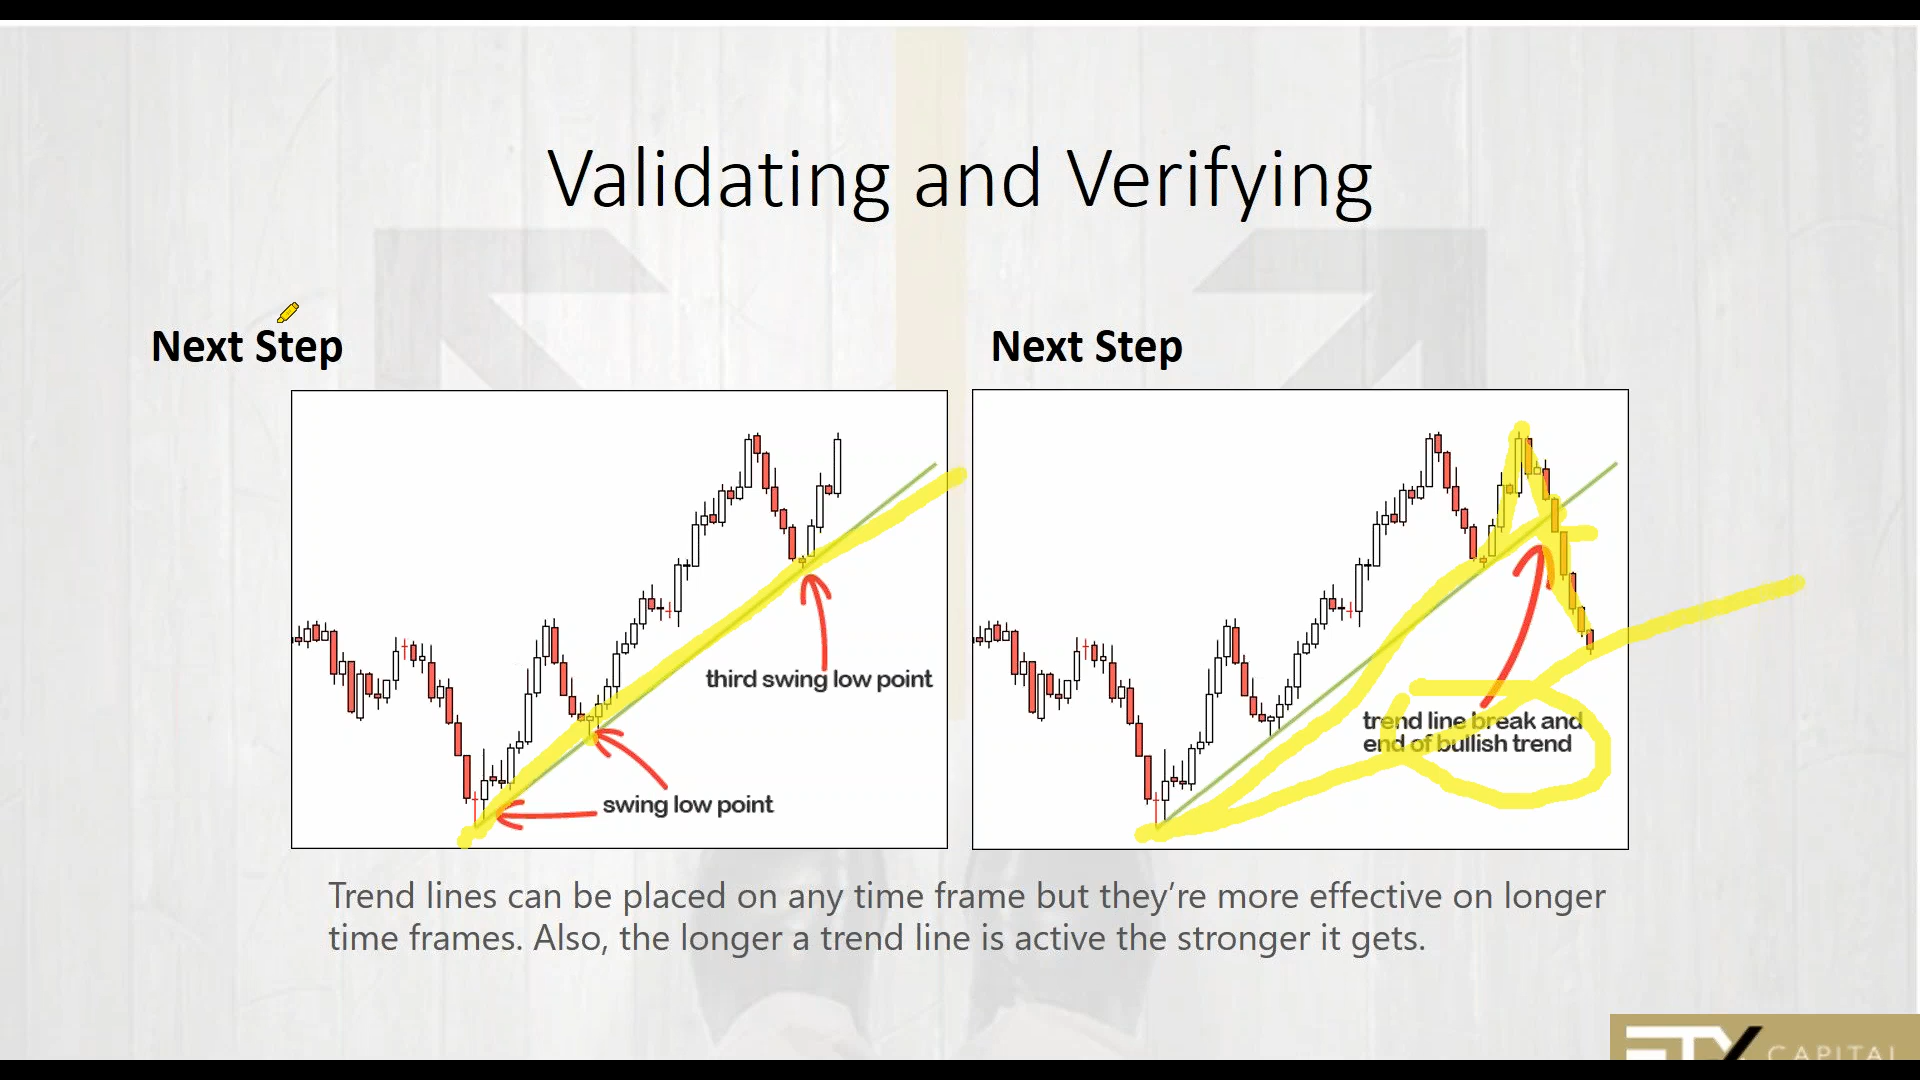 Validating and Verifying
Next Step
Next Step
third swing low point
swing low point
trend line break and
end of bullish trend
Trend lines can be placed on any time frame but they’re more effective on longer
time frames. Also, the longer a trend line is active the stronger it gets.
ETX CAPITAL